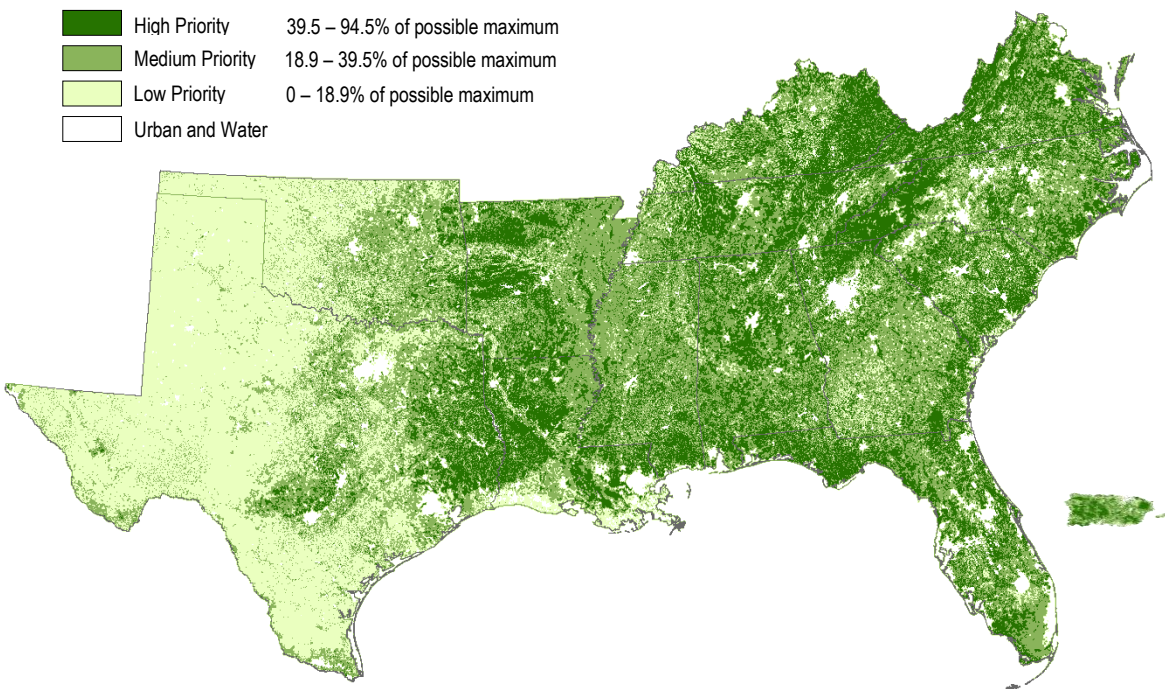 High Priority 39.5 – 94.5% of possible maximum
Medium Priority 18.9 – 39.5% of possible maximum
Low Priority 0 – 18.9% of possible maximum
Urban and Water